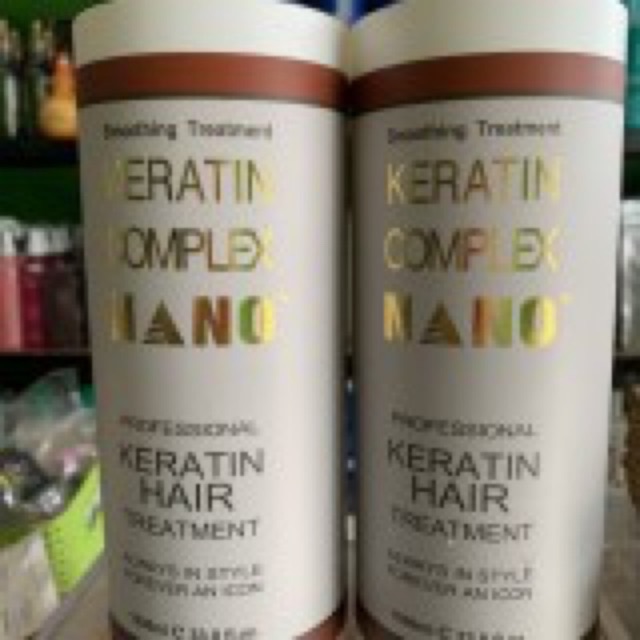 Smoothing Treatment
KERATIN
COMPLEX
NANO
PROFESSIONAL
KERATIN
HAIR
TREATMENT
ALWAYS IN STYLE
FOREVER AN ICON
Smoothing Treatment
KERATIN
COMPLEX
NANO
PROFESSIONAL
KERATIN
HAIR
TREATMENT
ALWAYS IN STYLE
FOREVER AN ICON